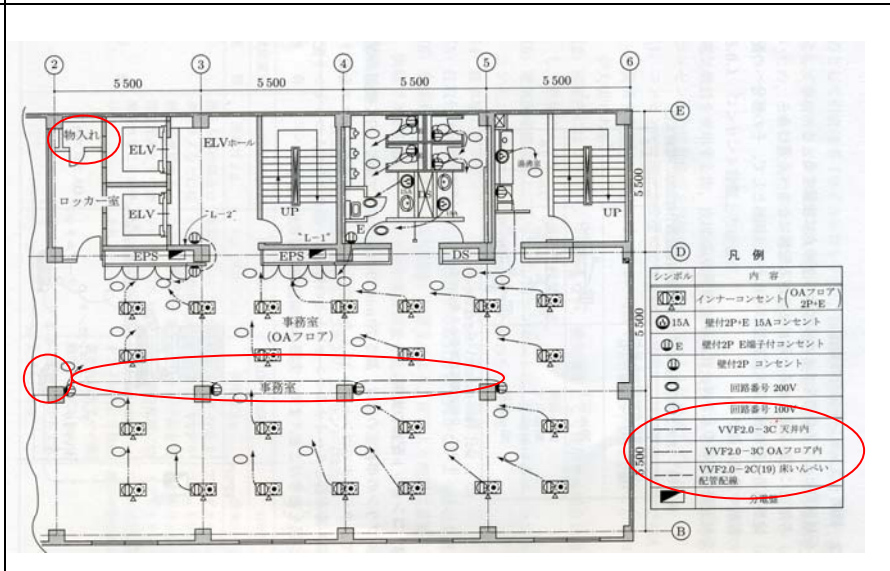 ② ③ ④ ⑤ ⑥
5 500 5 500 5 500 5 500
Ⓔ
物入れ
ELV
ELVホール
ロッカー室
湯沸室
5 500
ELV
DS
UP
UP
"L-2"
"L-1"
E
EPS
EPS
DS
Ⓓ
事務室
(OAフロア)
5 500
事務室
5 500
Ⓑ
凡例
シンボル 内容
インナーコンセント(OAフロア 2P+E)
15A 壁付2P+E 15Aコンセント
E 壁付2P E端子付コンセント
壁付2P コンセント
回路番号 200V
回路番号 100V
VVF2.0-3C 天井内
VVF2.0-3C OAフロア内
VVF2.0-2C(19) 床いんぺい
配管配線
分電盤